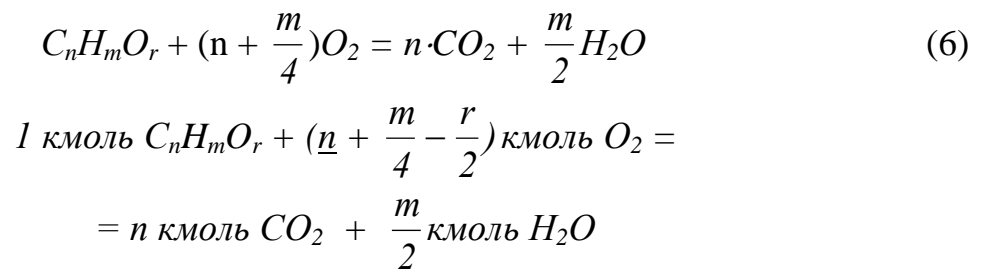 CₙHₘOᵣ + (n + m/4)O₂ = n·CO₂ + m/2 H₂O (6)
1 кмоль CₙHₘOᵣ + (n + m/4 − r/2) кмоль O₂ =
= n кмоль CO₂ + m/2 кмоль H₂O